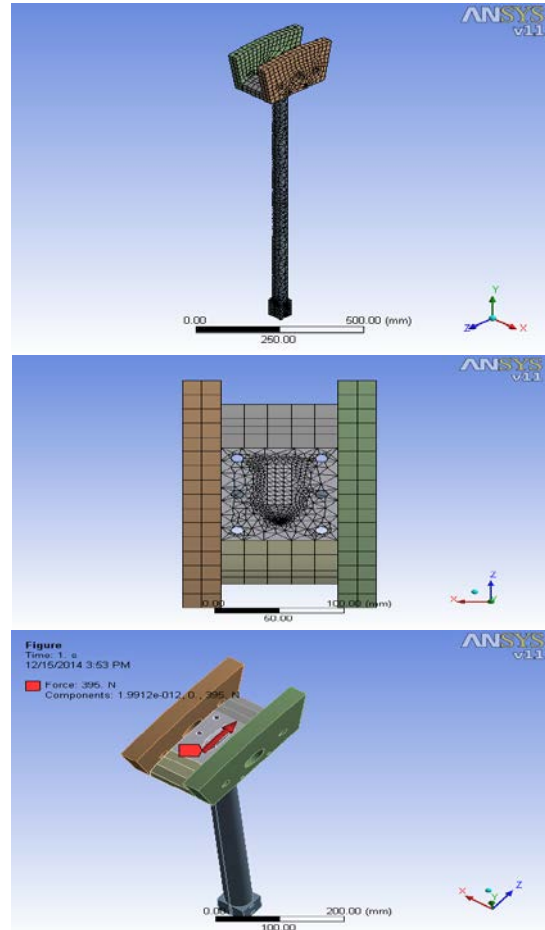 ANSYS
v11
Y
Z
X
0.00
500.00 (mm)
250.00
ANSYS
v11
Z
X
Y
0.00
100.00 (mm)
50.00
Figure
Time: 1. s
12/15/2014 3:53 PM
Force: 395. N
Components: 1.9912e-012, 0., 395. N
ANSYS
v11
Z
X
Y
0.00
200.00 (mm)
100.00